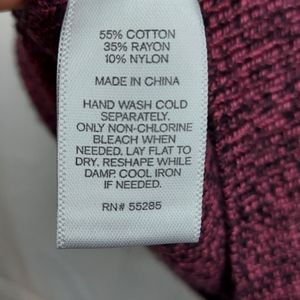 55% COTTON
35% RAYON
10% NYLON
MADE IN CHINA
HAND WASH COLD
SEPARATELY.
ONLY NON-CHLORINE
BLEACH WHEN
NEEDED. LAY FLAT TO
DRY. RESHAPE WHILE
DAMP. COOL IRON
IF NEEDED.
RN# 55285